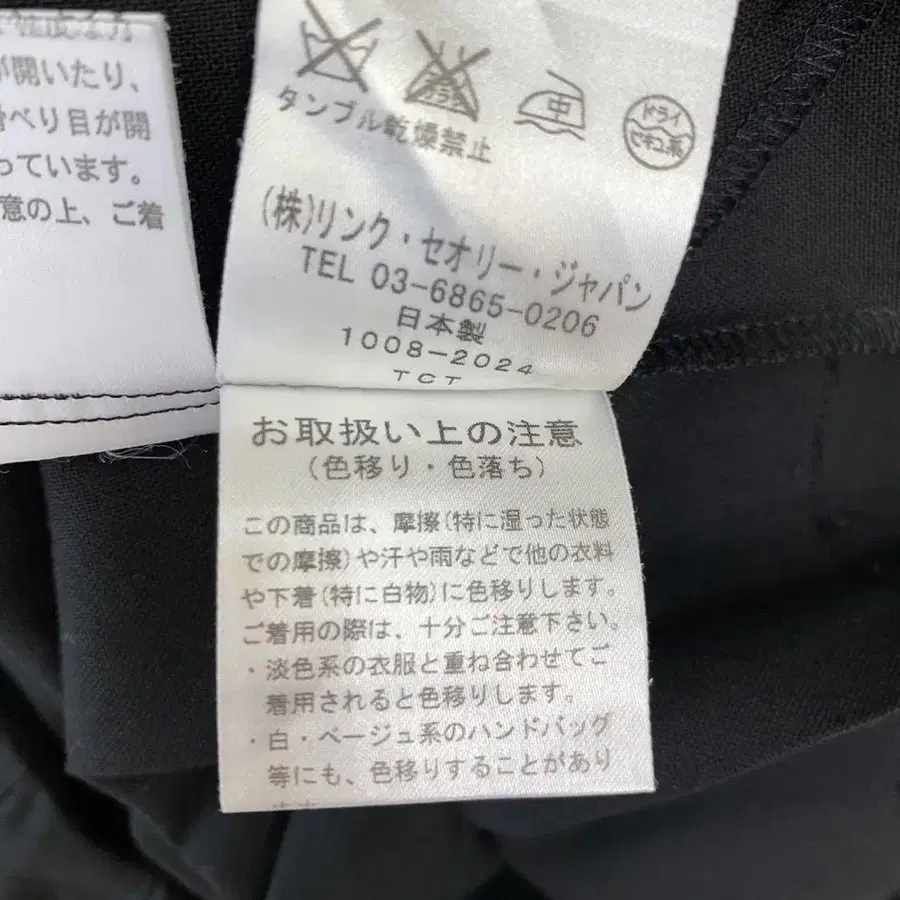 が開いたり、
べり目が開
っています。
意の上、ご着
タンブル乾燥禁止
中
ドライ
セキユ系
(株)リンク・セオリー・ジャパン
TEL 03-6865-0206
日本製
1008-2024
TCT
お取扱い上の注意
(色移り・色落ち)
この商品は、摩擦(特に湿った状態
での摩擦)や汗や雨などで他の衣料
や下着(特に白物)に色移りします。
ご着用の際は、十分ご注意下さい。
・淡色系の衣服と重ね合わせてご
着用されると色移りします。
・白・ベージュ系のハンドバッグ
等にも、色移りすることがあり